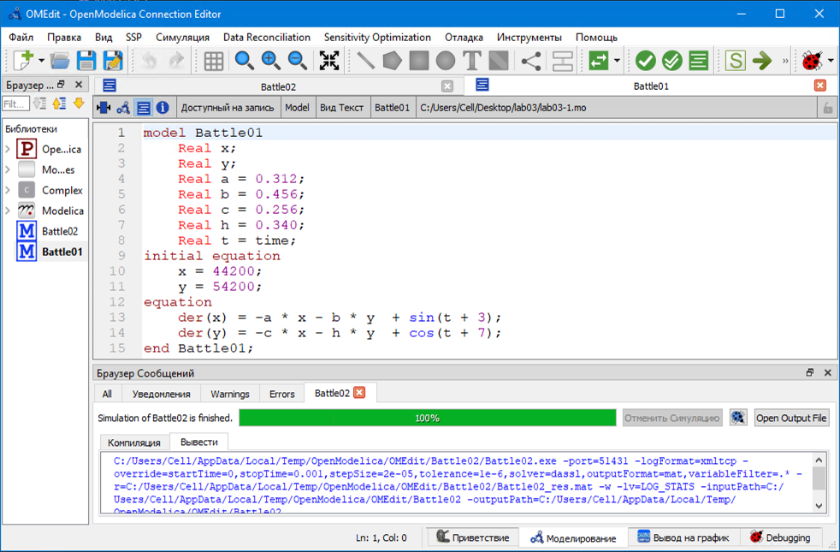 OMEdit - OpenModelica Connection Editor
Файл Правка Вид SSP Симуляция Data Reconciliation Sensitivity Optimization Отладка Инструменты Помощь
T S »
Браузер ...
Battle02
Battle01
Filt...
Доступный на запись Model Вид Текст Battle01 C:/Users/Cell/Desktop/lab03/lab03-1.mo
Библиотеки
P Ope...ica
Mo...es
C Complex
Modelica
M Battle02
M Battle01
1 model Battle01
2 Real x;
3 Real y;
4 Real a = 0.312;
5 Real b = 0.456;
6 Real c = 0.256;
7 Real h = 0.340;
8 Real t = time;
9 initial equation
10 x = 44200;
11 y = 54200;
12 equation
13 der(x) = -a * x - b * y  + sin(t + 3);
14 der(y) = -c * x - h * y  + cos(t + 7);
15 end Battle01;
Браузер Сообщений
All Уведомления Warnings Errors Battle02
Simulation of Battle02 is finished. 100% Отменить Симуляцию Open Output File
Компиляция Вывести
C:/Users/Cell/AppData/Local/Temp/OpenModelica/OMEdit/Battle02/Battle02.exe -port=51431 -logFormat=xmltcp -
override=startTime=0,stopTime=0.001,stepSize=2e-05,tolerance=1e-6,solver=dassl,outputFormat=mat,variableFilter=.* -
r=C:/Users/Cell/AppData/Local/Temp/OpenModelica/OMEdit/Battle02/Battle02_res.mat -w -lv=LOG_STATS -inputPath=C:/
Users/Cell/AppData/Local/Temp/OpenModelica/OMEdit/Battle02 -outputPath=C:/Users/Cell/AppData/Local/Temp/
OpenModelica/OMEdit/Battle02
Ln: 1, Col: 0 Приветствие Моделирование Вывод на график Debugging